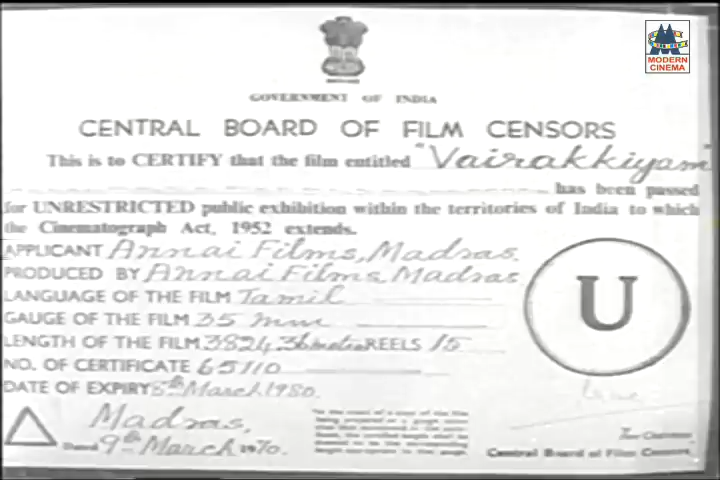 MODERN
CINEMA
GOVERNMENT OF INDIA
CENTRAL BOARD OF FILM CENSORS
This is to CERTIFY that the film entitled "Vairakkiyam"
has been passed
for UNRESTRICTED public exhibition within the territories of India to which
the Cinematograph Act, 1952 extends.
APPLICANT Annai Films, Madras.
PRODUCED BY Annai Films, Madras
LANGUAGE OF THE FILM Tamil
GAUGE OF THE FILM 35 mm
LENGTH OF THE FILM 3824.36 metres REELS 15
NO. OF CERTIFICATE 65110
DATE OF EXPIRY 8th March 1980.
U
Madras,
Dated 9th March 1970.
Chairman
Central Board of Film Censors